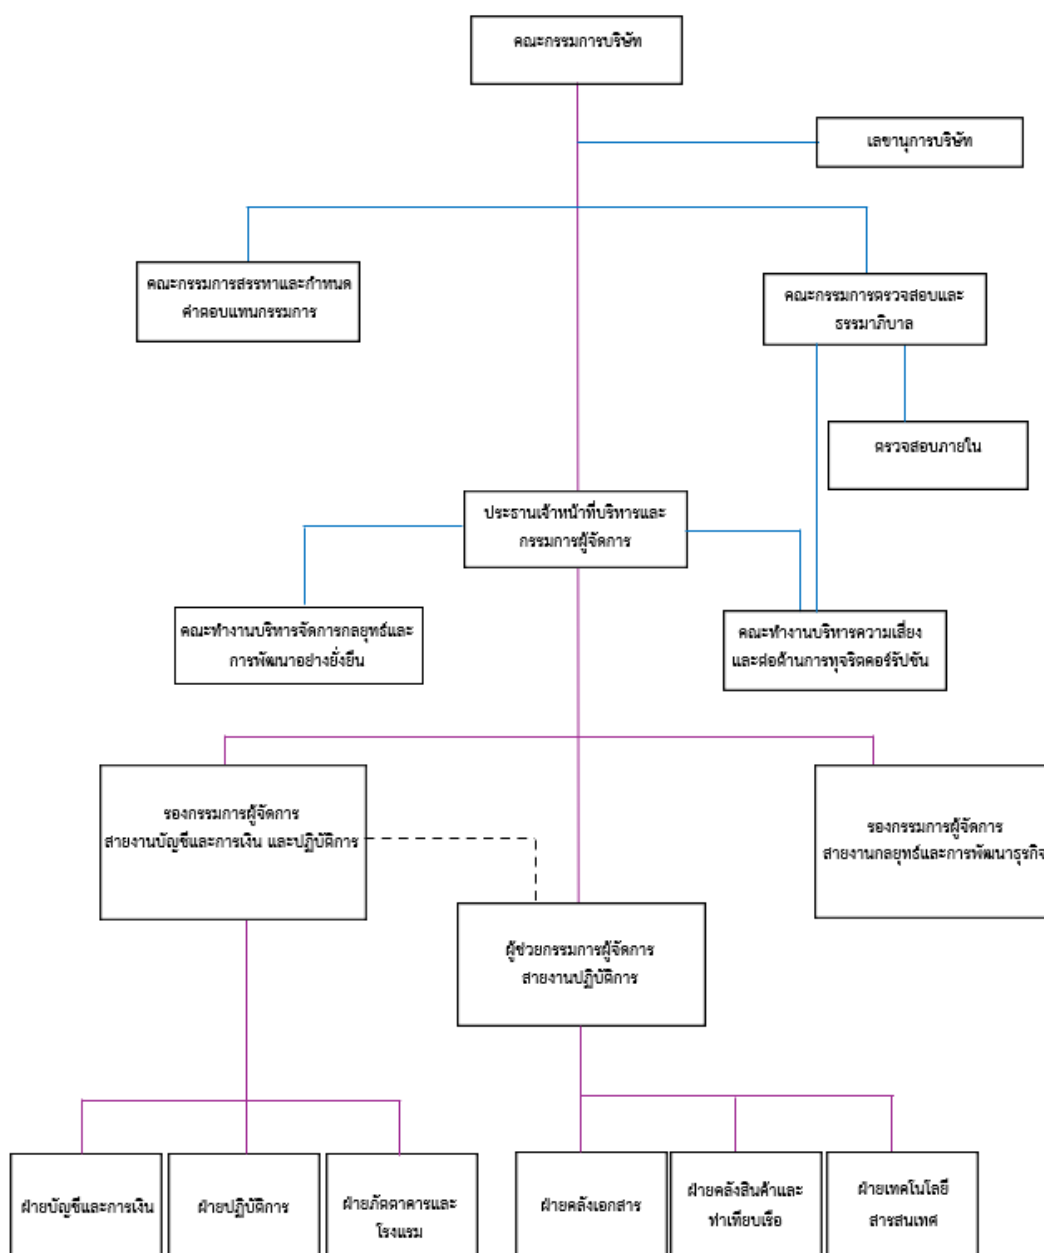 คณะกรรมการบริษัท
เลขานุการบริษัท
คณะกรรมการสรรหาและกำหนด
ค่าตอบแทนกรรมการ
คณะกรรมการตรวจสอบและ
ธรรมาภิบาล
ตรวจสอบภายใน
ประธานเจ้าหน้าที่บริหารและ
กรรมการผู้จัดการ
คณะทำงานบริหารจัดการกลยุทธ์และ
การพัฒนาอย่างยั่งยืน
คณะทำงานบริหารความเสี่ยง
และต่อต้านการทุจริตคอร์รัปชัน
รองกรรมการผู้จัดการ
สายงานบัญชีและการเงิน และปฏิบัติการ
รองกรรมการผู้จัดการ
สายงานกลยุทธ์และการพัฒนาธุรกิจ
ผู้ช่วยกรรมการผู้จัดการ
สายงานปฏิบัติการ
ฝ่ายบัญชีและการเงิน
ฝ่ายปฏิบัติการ
ฝ่ายภัตตาคารและ
โรงแรม
ฝ่ายคลังเอกสาร
ฝ่ายคลังสินค้าและ
ท่าเทียบเรือ
ฝ่ายเทคโนโลยี
สารสนเทศ